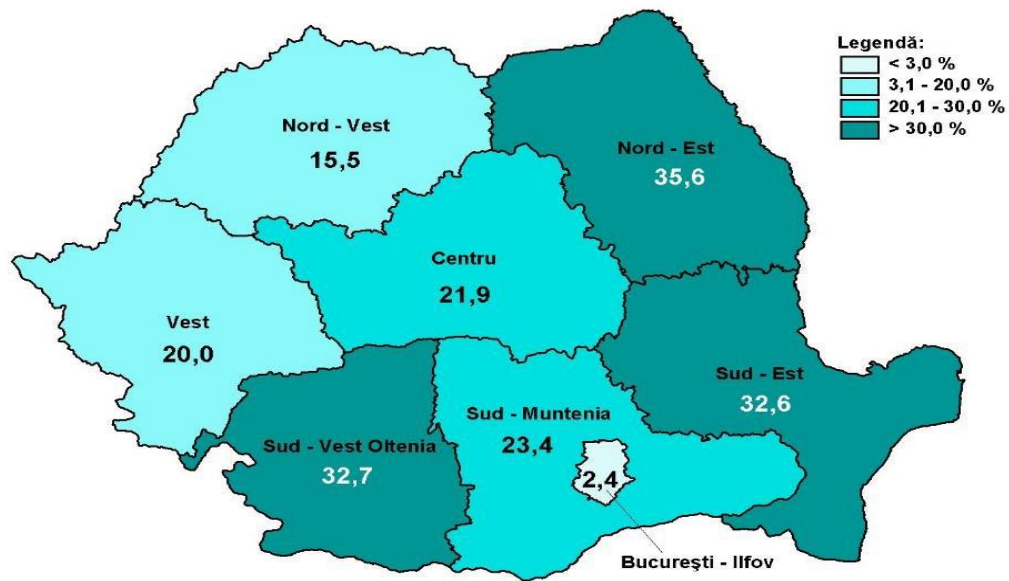 Legendă:
< 3,0 %
3,1 - 20,0 %
20,1 - 30,0 %
> 30,0 %
Nord - Vest
15,5
Nord - Est
35,6
Centru
21,9
Vest
20,0
Sud - Est
32,6
Sud - Muntenia
23,4
Sud - Vest Oltenia
32,7
2,4
Bucureşti - Ilfov